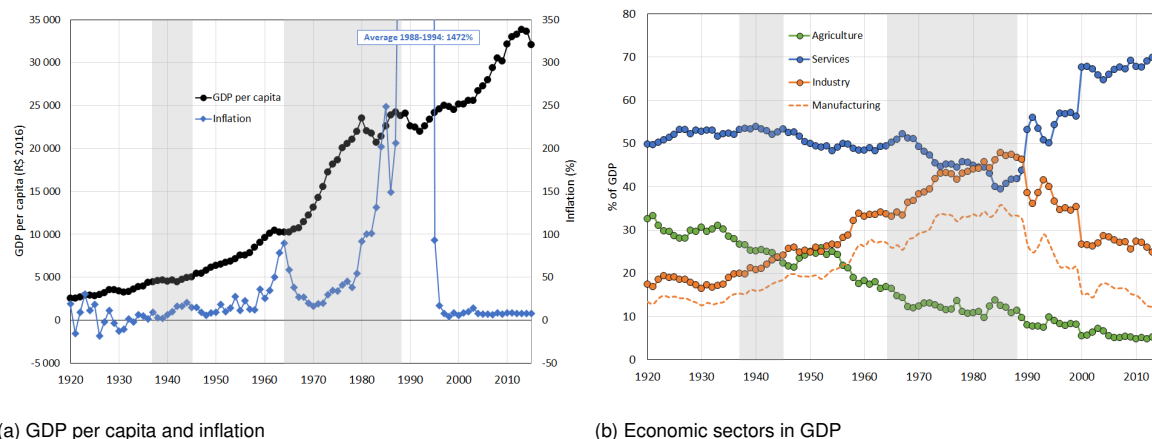 35 000
30 000
25 000
20 000
15 000
10 000
5 000
0
-5 000
GDP per capita (R$ 2016)
350
300
250
200
150
100
50
0
-50
Inflation (%)
Average 1988-1994: 1472%
GDP per capita
Inflation
1920 1930 1940 1950 1960 1970 1980 1990 2000 2010
(a) GDP per capita and inflation
80
70
60
50
40
30
20
10
0
% of GDP
Agriculture
Services
Industry
Manufacturing
1920 1930 1940 1950 1960 1970 1980 1990 2000 2010
(b) Economic sectors in GDP